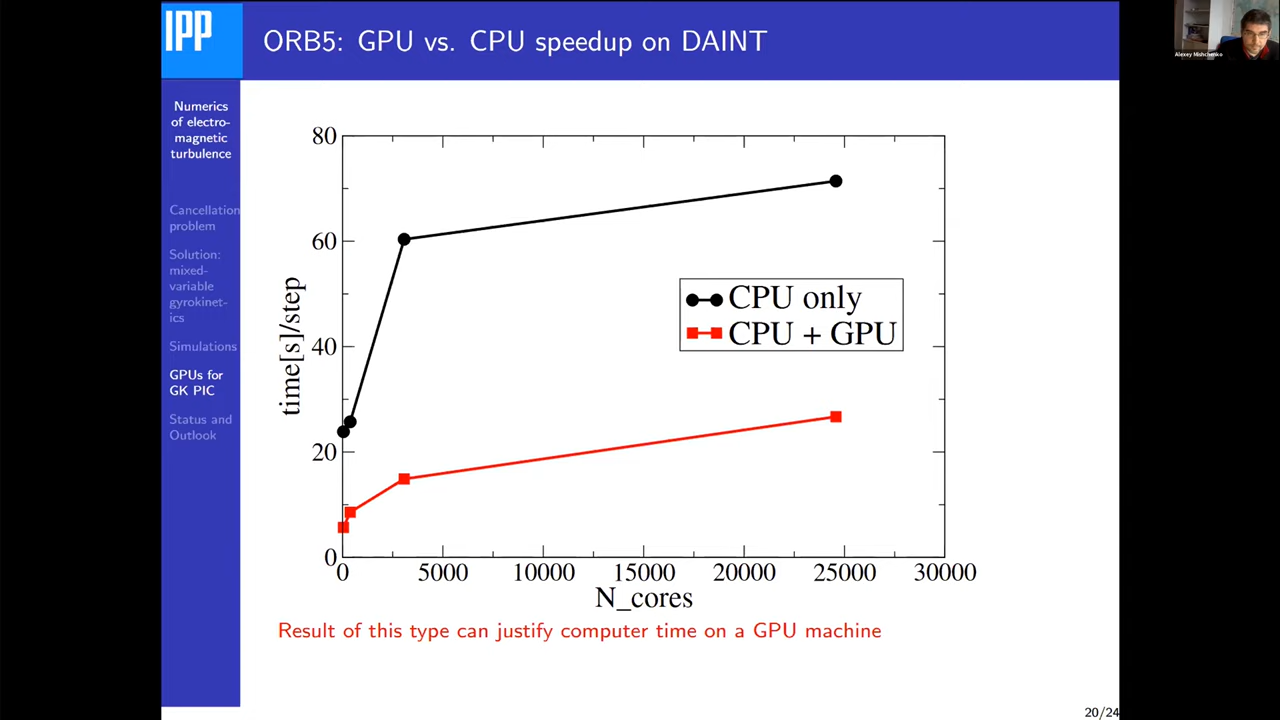 IPP
ORB5: GPU vs. CPU speedup on DAINT
Alexey Mishchenko
Numerics
of electro-
magnetic
turbulence
Cancellation
problem
Solution:
mixed-
variable
gyrokinet-
ics
Simulations
GPUs for
GK PIC
Status and
Outlook
80
60
40
20
0
time[s]/step
CPU only
CPU + GPU
0 5000 10000 15000 20000 25000 30000
N_cores
Result of this type can justify computer time on a GPU machine
20/24